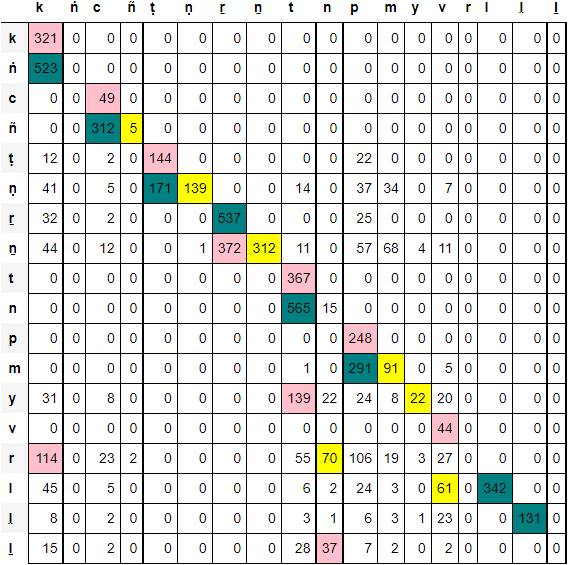 k ṅ c ñ ṭ ṇ ṟ ṉ t n p m y v r l ḻ ḻ
k 321 0 0 0 0 0 0 0 0 0 0 0 0 0 0 0 0 0
ṅ 523 0 0 0 0 0 0 0 0 0 0 0 0 0 0 0 0 0
c 0 0 49 0 0 0 0 0 0 0 0 0 0 0 0 0 0 0
ñ 0 0 312 5 0 0 0 0 0 0 0 0 0 0 0 0 0 0
ṭ 12 0 2 0 144 0 0 0 0 0 22 0 0 0 0 0 0 0
ṇ 41 0 5 0 171 139 0 0 14 0 37 34 0 7 0 0 0 0
ṟ 32 0 2 0 0 0 537 0 0 0 25 0 0 0 0 0 0 0
ṉ 44 0 12 0 0 1 372 312 11 0 57 68 4 11 0 0 0 0
t 0 0 0 0 0 0 0 0 367 0 0 0 0 0 0 0 0 0
n 0 0 0 0 0 0 0 0 565 15 0 0 0 0 0 0 0 0
p 0 0 0 0 0 0 0 0 0 0 248 0 0 0 0 0 0 0
m 0 0 0 0 0 0 0 0 1 0 291 91 0 5 0 0 0 0
y 31 0 8 0 0 0 0 0 139 22 24 8 22 20 0 0 0 0
v 0 0 0 0 0 0 0 0 0 0 0 0 0 44 0 0 0 0
r 114 0 23 2 0 0 0 0 55 70 106 19 3 27 0 0 0 0
l 45 0 5 0 0 0 0 0 6 2 24 3 0 61 0 342 0 0
ḷ 8 0 2 0 0 0 0 0 3 1 6 3 1 23 0 0 131 0
ḻ 15 0 2 0 0 0 0 0 28 37 7 2 0 2 0 0 0 0